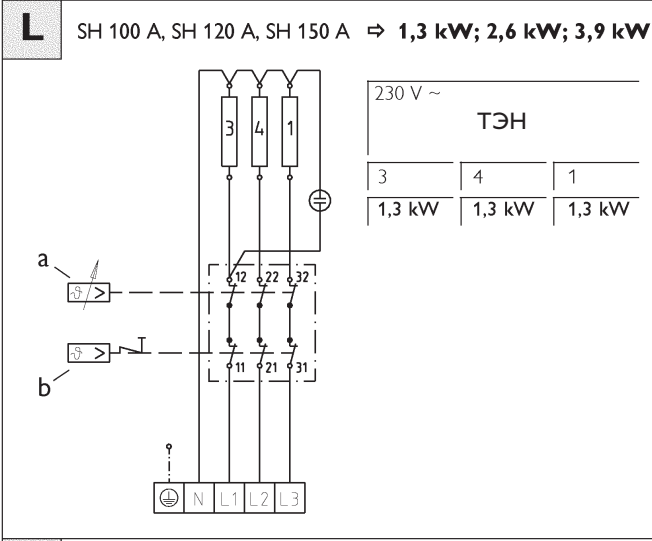 L
SH 100 A, SH 120 A, SH 150 A ⇨ 1,3 kW; 2,6 kW; 3,9 kW
230 V ~
ТЭН
3 4 1
1,3 kW 1,3 kW 1,3 kW
3 4 1
a
12 22 32
ϑ >
ϑ >
11 21 31
b
N L1 L2 L3